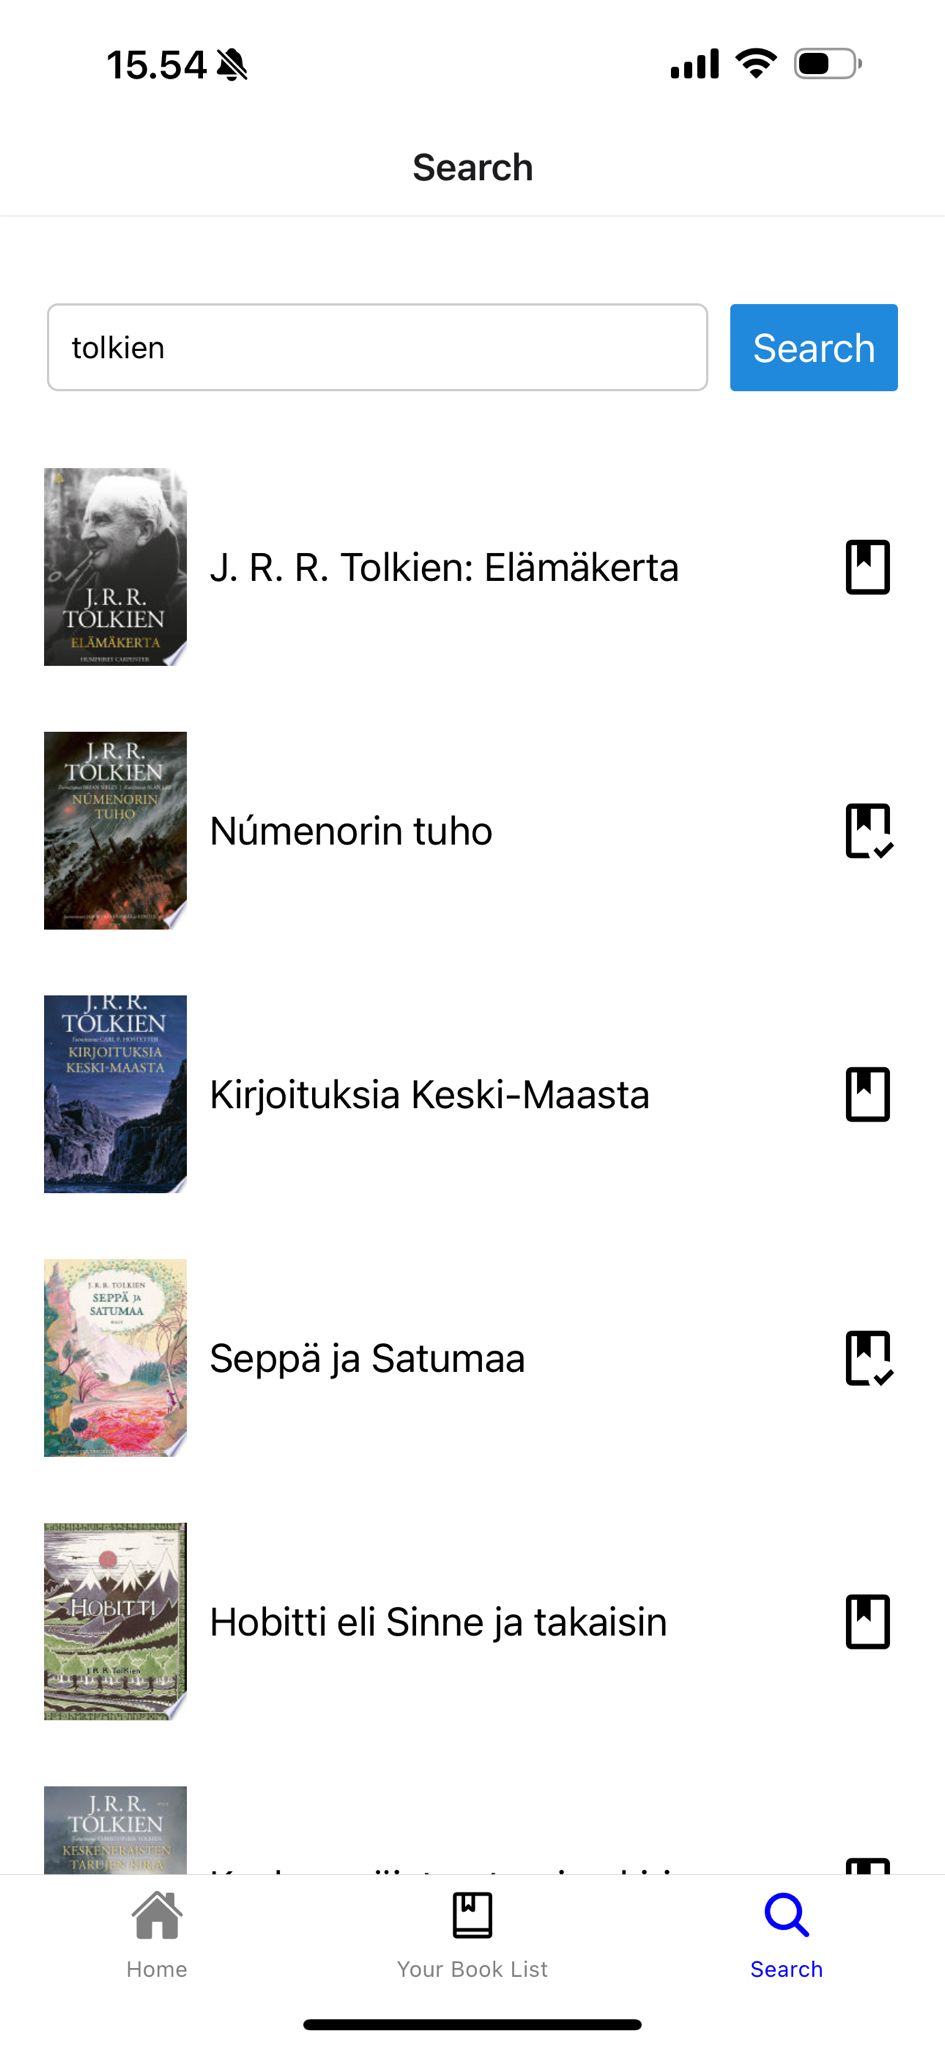 15.54
Search
tolkien
Search
J.R.R.
TOLKIEN
ELÄMÄKERTA
HUMPHREY CARPENTER
J. R. R. Tolkien: Elämäkerta
J.R.R.
TOLKIEN
NÚMENORIN
TUHO
Númenorin tuho
J.R.R.
TOLKIEN
KIRJOITUKSIA
KESKI-MAASTA
Kirjoituksia Keski-Maasta
J.R.R. TOLKIEN
SEPPÄ JA
SATUMAA
Seppä ja Satumaa
HOBITTI
J.R.R. Tolkien
Hobitti eli Sinne ja takaisin
J.R.R.
TOLKIEN
KESKENERÄISTEN
TARUJEN KIRJA
Home
Your Book List
Search